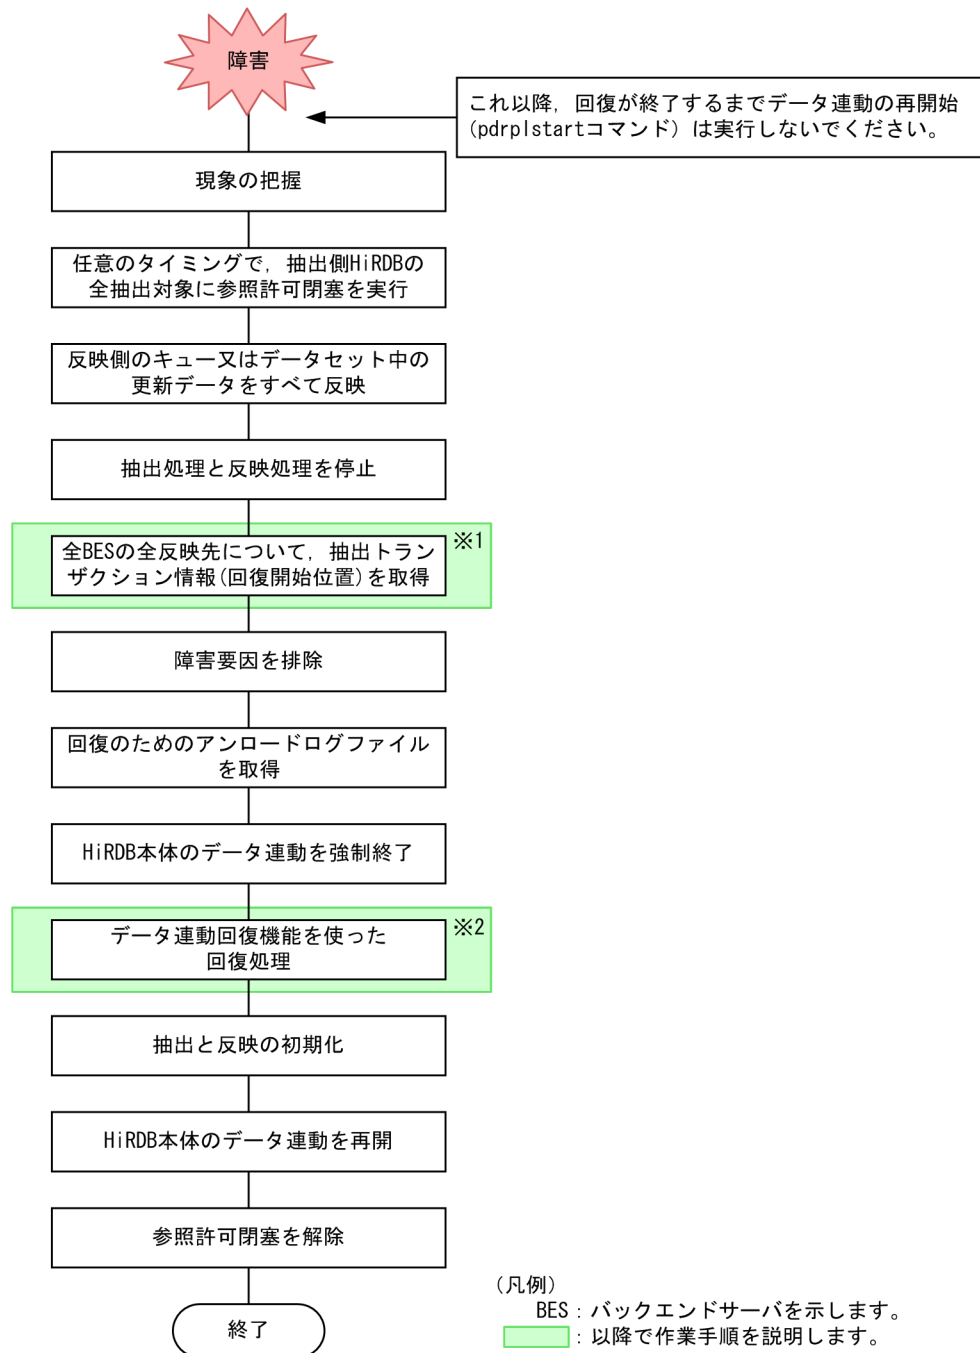 障害
これ以降，回復が終了するまでデータ連動の再開始
(pdrplstartコマンド) は実行しないでください。
現象の把握
任意のタイミングで，抽出側HiRDBの
全抽出対象に参照許可閉塞を実行
反映側のキュー又はデータセット中の
更新データをすべて反映
抽出処理と反映処理を停止
※1
全BESの全反映先について，抽出トラン
ザクション情報(回復開始位置)を取得
障害要因を排除
回復のためのアンロードログファイル
を取得
HiRDB本体のデータ連動を強制終了
※2
データ連動回復機能を使った
回復処理
抽出と反映の初期化
HiRDB本体のデータ連動を再開
参照許可閉塞を解除
終了
(凡例)
BES：バックエンドサーバを示します。
：以降で作業手順を説明します。